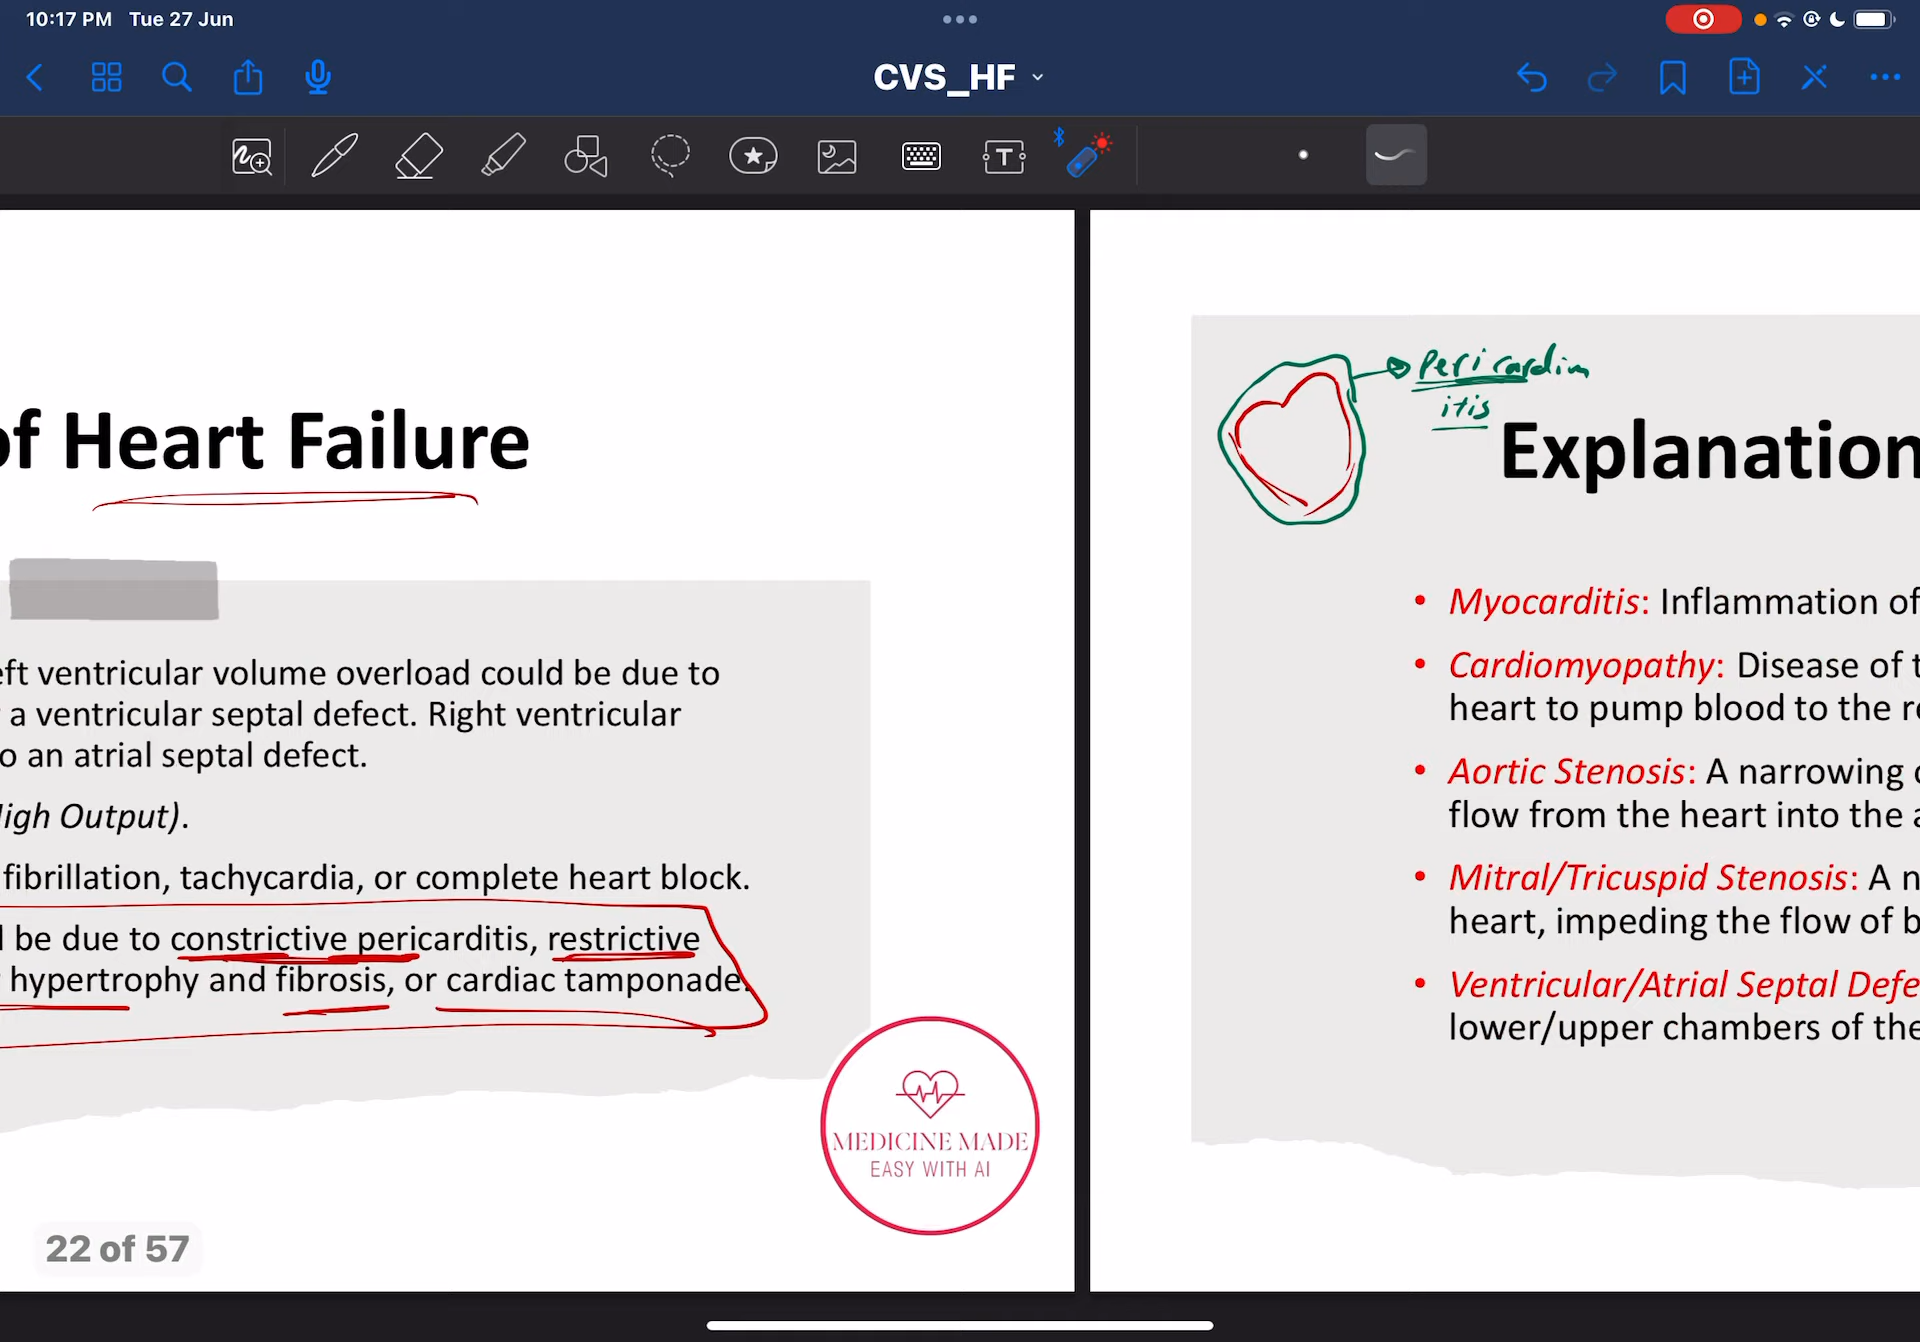 10:17 PM Tue 27 Jun
CVS_HF
of Heart Failure
eft ventricular volume overload could be due to
a ventricular septal defect. Right ventricular
o an atrial septal defect.
High Output).
fibrillation, tachycardia, or complete heart block.
be due to constrictive pericarditis, restrictive
hypertrophy and fibrosis, or cardiac tamponade.
MEDICINE MADE
EASY WITH AI
22 of 57
Pericardim
itis
Explanation
• Myocarditis: Inflammation of
• Cardiomyopathy: Disease of t
heart to pump blood to the re
• Aortic Stenosis: A narrowing o
flow from the heart into the a
• Mitral/Tricuspid Stenosis: A n
heart, impeding the flow of b
• Ventricular/Atrial Septal Defe
lower/upper chambers of the